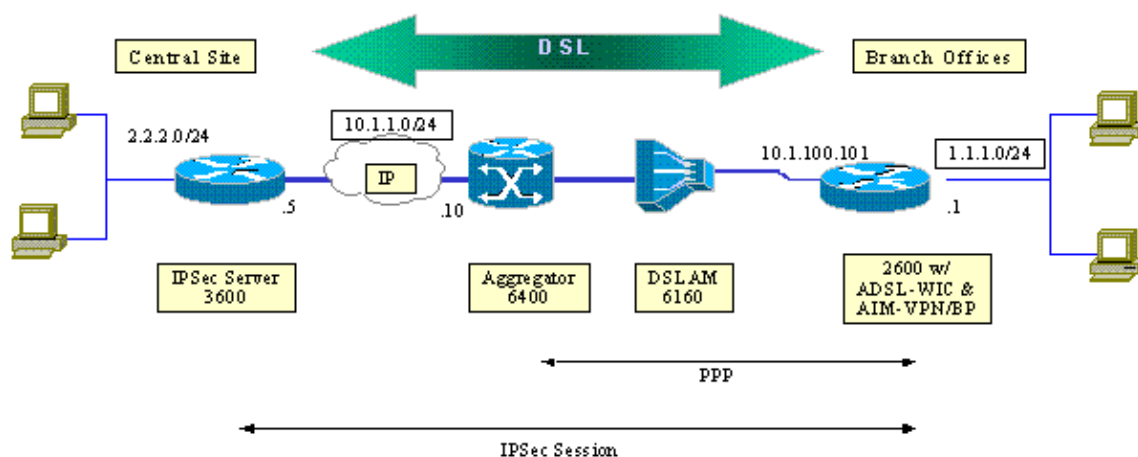 DSL
Central Site
Branch Offices
10.1.1.0/24
2.2.2.0/24
IP
10.1.100.101
1.1.1.0/24
.5
.10
.1
IPSec Server
3600
Aggregator
6400
DSLAM
6160
2600 w/
ADSL-WIC &
AIM-VPN/BP
PPP
IPSec Session